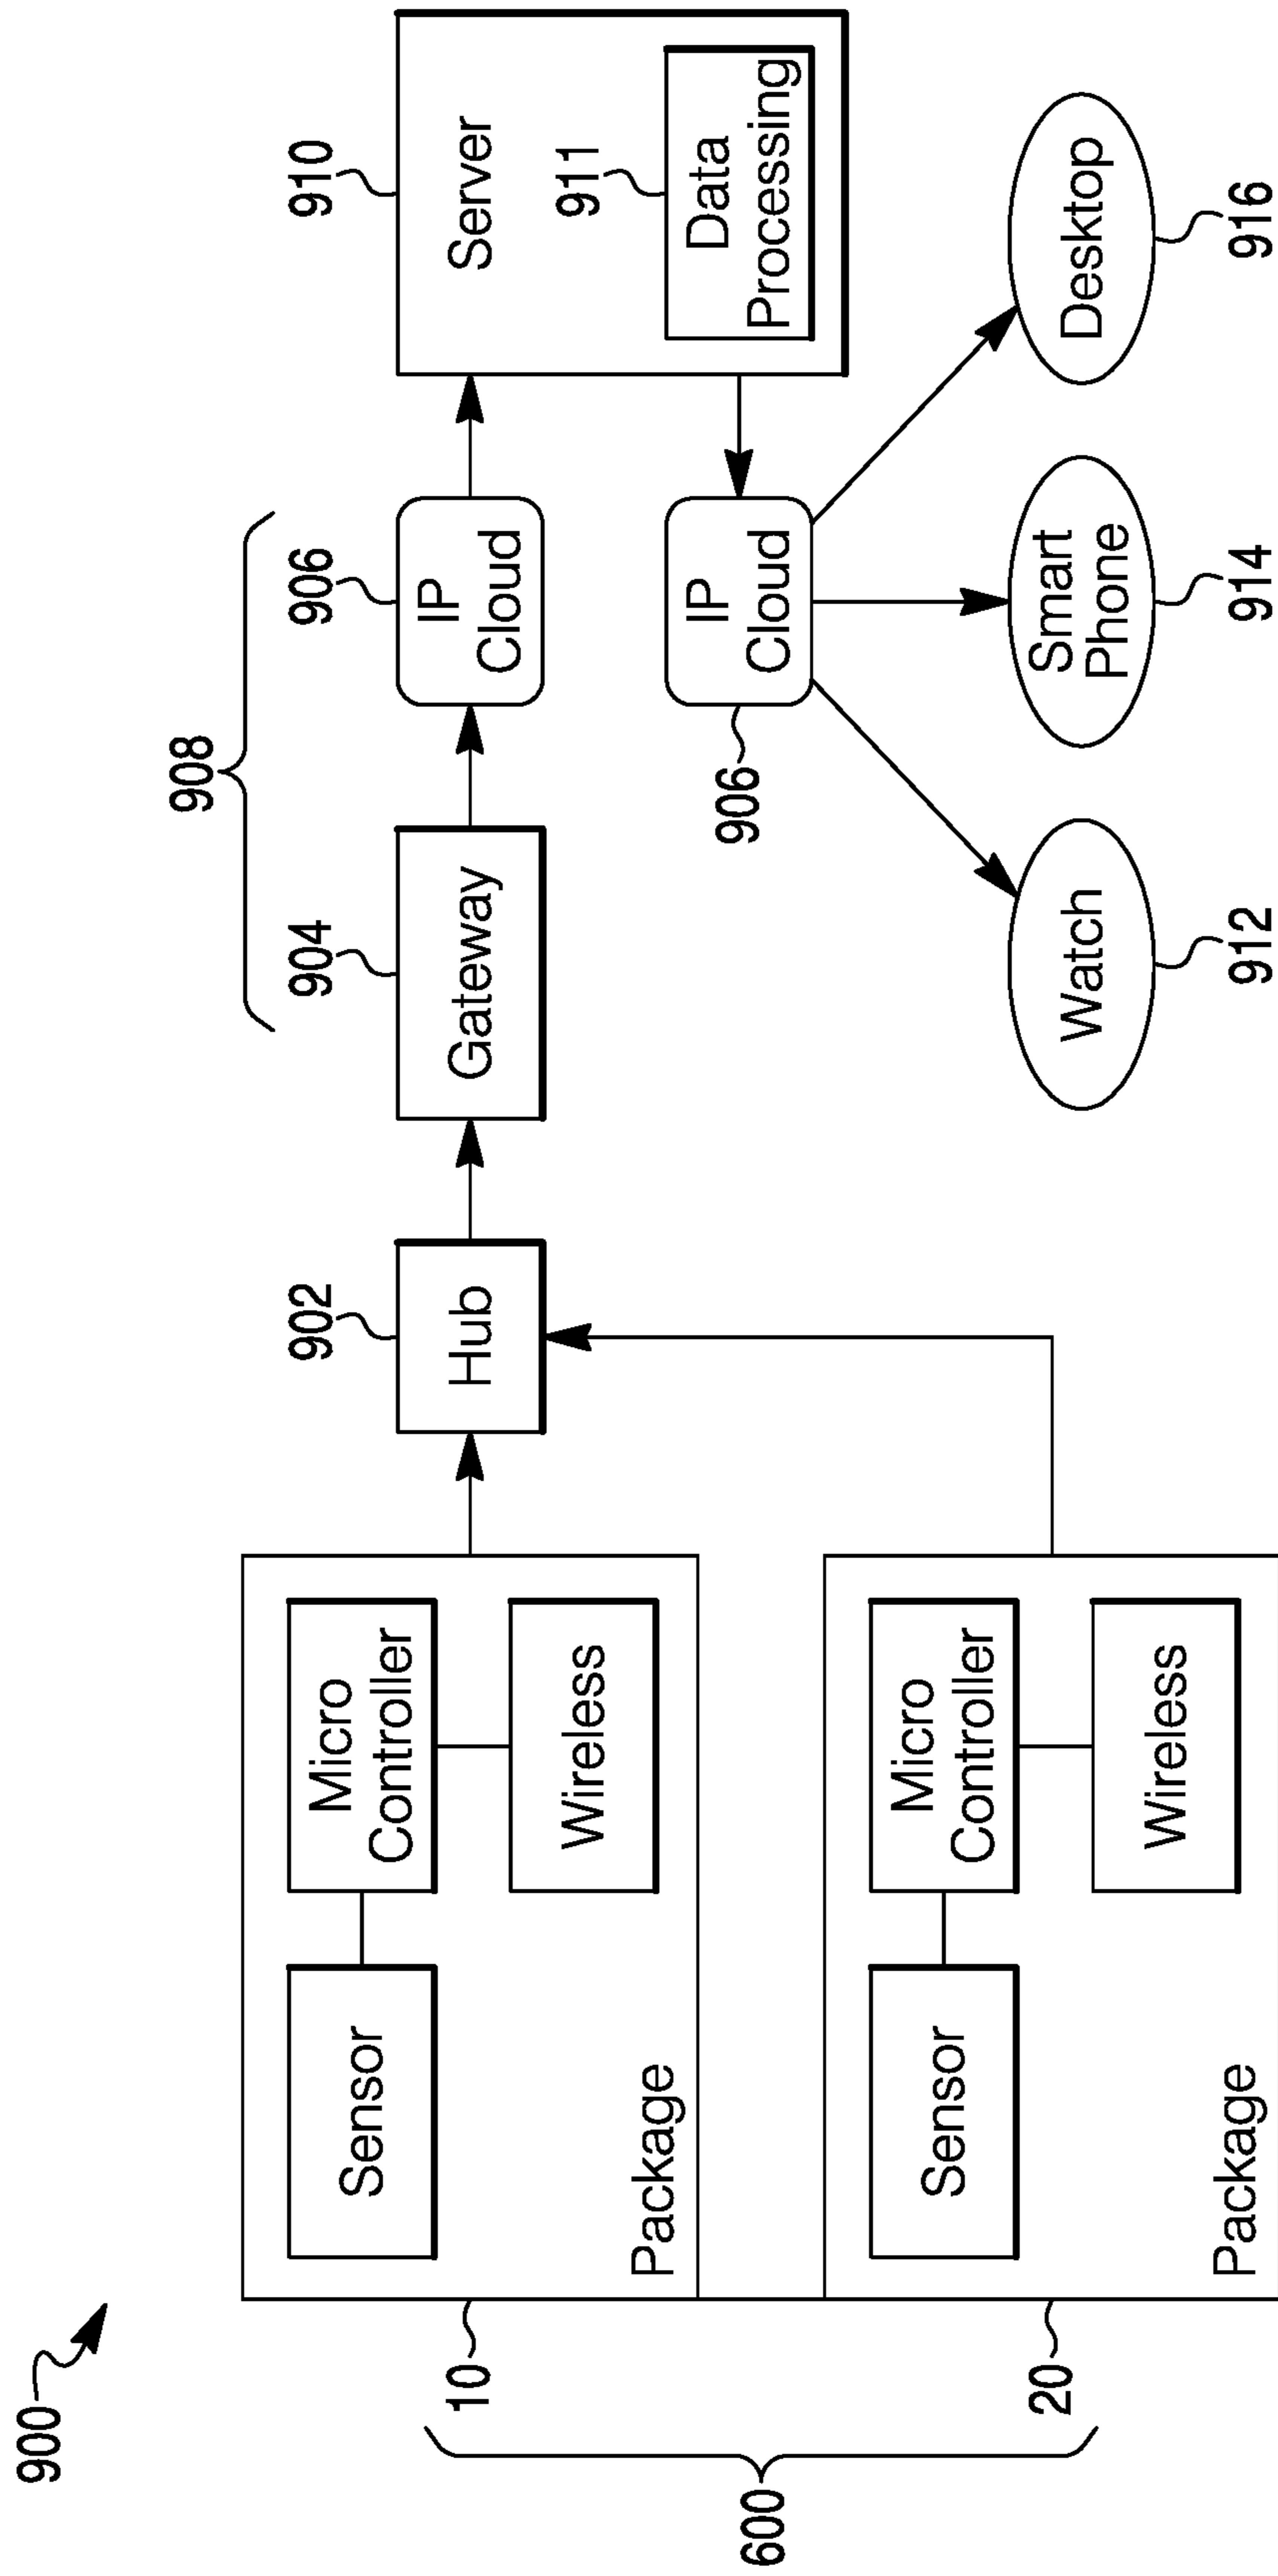 900
908
910
Server
911
Data
Processing
906
IP
Cloud
904
Gateway
902
Hub
Micro
Controller
Sensor
Wireless
Package
10
906
IP
Cloud
Micro
Controller
Sensor
Wireless
Package
20
600
Watch
912
Smart
Phone
914
Desktop
916